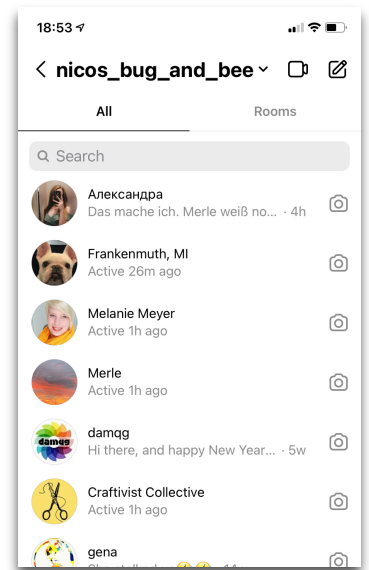 18:53
nicos_bug_and_bee
All
Rooms
Search
Александра
Das mache ich. Merle weiß no... · 4h
Frankenmuth, MI
Active 26m ago
Melanie Meyer
Active 1h ago
Merle
Active 1h ago
damqg
damqg
Hi there, and happy New Year... · 5w
Craftivist Collective
Active 1h ago
gena